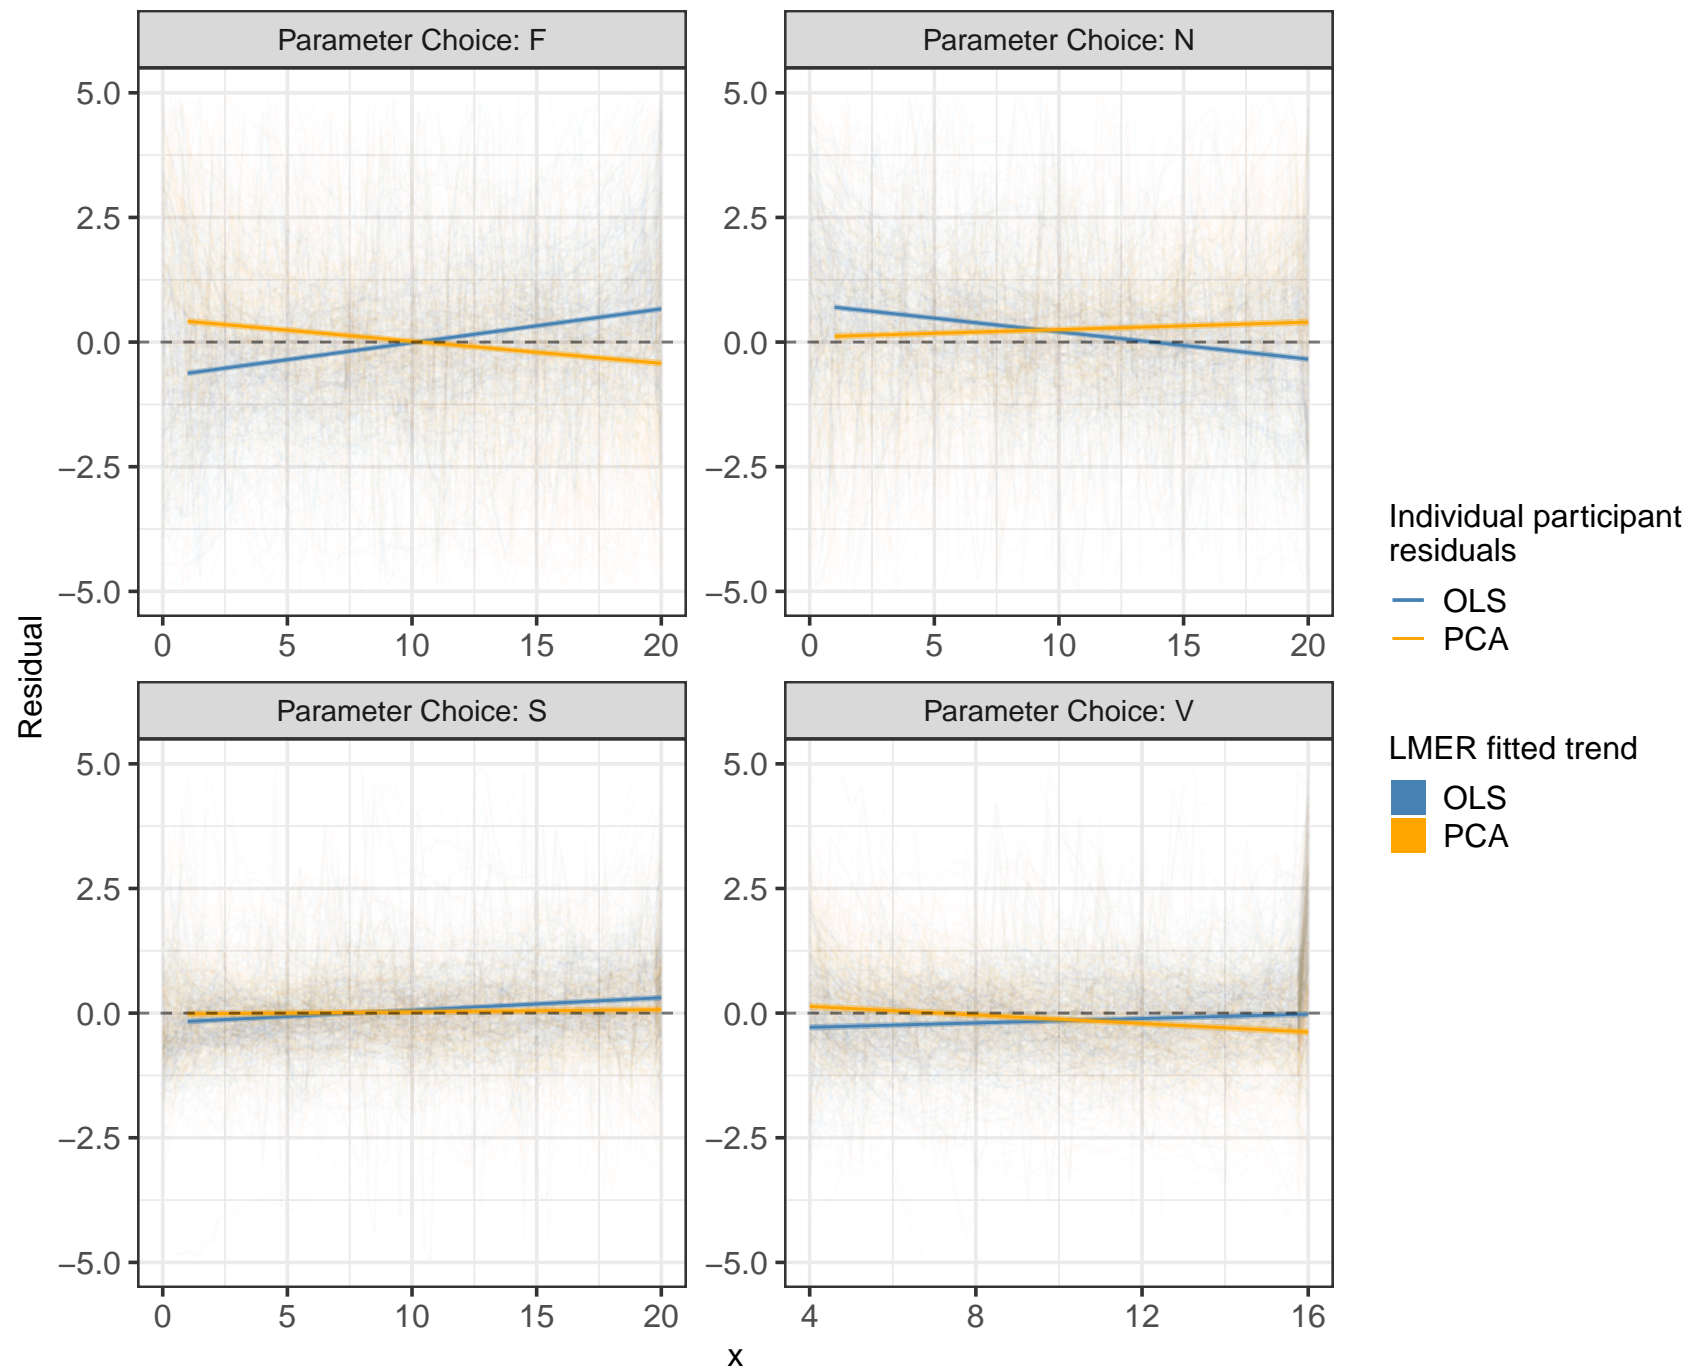 Parameter Choice: F
Parameter Choice: N
5.0
2.5
0.0
−2.5
−5.0
0 5 10 15 20
5.0
2.5
0.0
−2.5
−5.0
0 5 10 15 20
Parameter Choice: S
Parameter Choice: V
5.0
2.5
0.0
−2.5
−5.0
0 5 10 15 20
5.0
2.5
0.0
−2.5
−5.0
4 8 12 16
Residual
x
Individual participant
residuals
OLS
PCA
LMER fitted trend
OLS
PCA